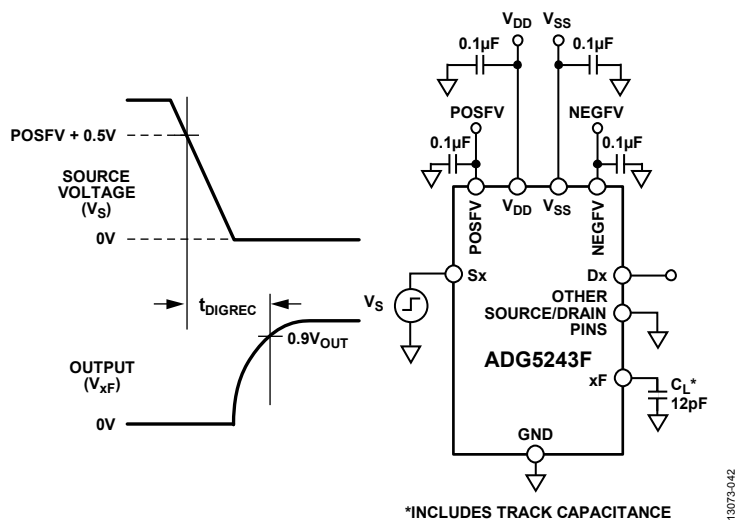 POSFV + 0.5V
SOURCE
VOLTAGE
(VS)
0V
tDIGREC
0.9VOUT
OUTPUT
(VxF)
0V
VDD
VSS
0.1µF
0.1µF
POSFV
NEGFV
0.1µF
0.1µF
POSFV
VDD
VSS
NEGFV
Sx
Dx
VS
OTHER
SOURCE/DRAIN
PINS
ADG5243F
xF
CL*
12pF
GND
*INCLUDES TRACK CAPACITANCE
13073-042